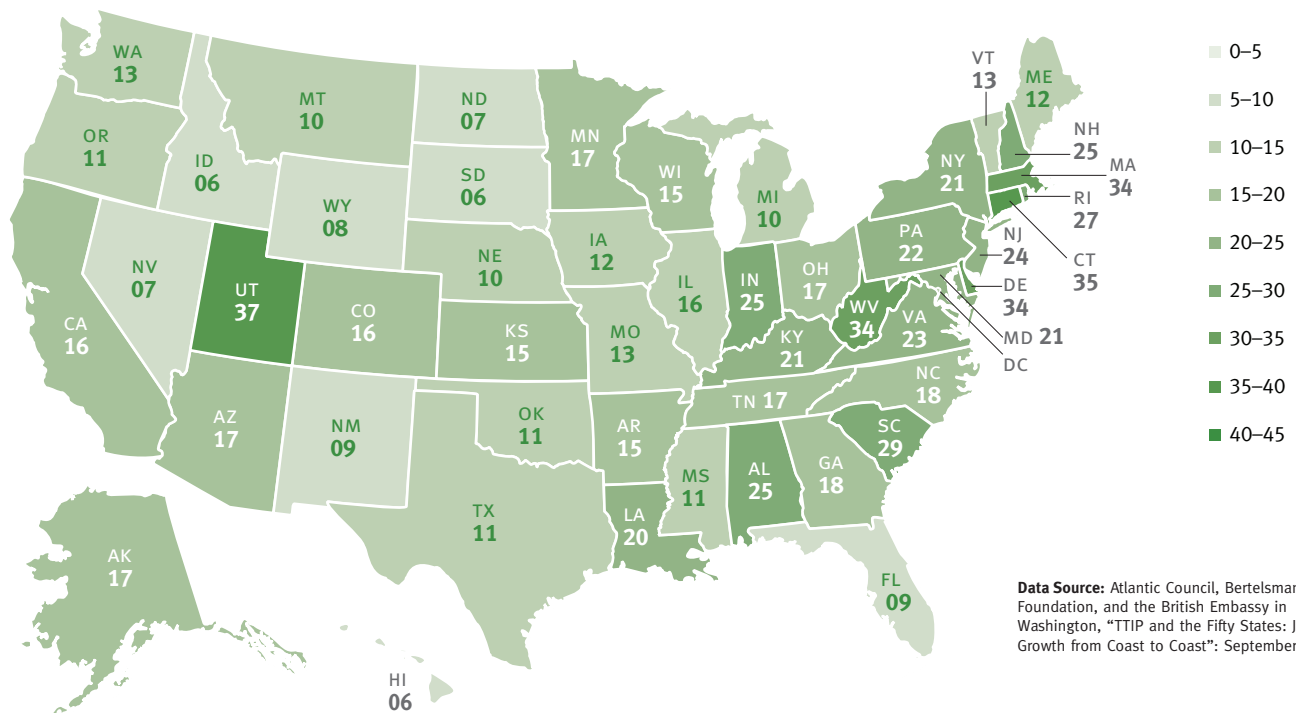 WA
13
OR
11
CA
16
NV
07
ID
06
MT
10
WY
08
UT
37
AZ
17
CO
16
NM
09
ND
07
SD
06
NE
10
KS
15
OK
11
TX
11
MN
17
IA
12
MO
13
AR
15
LA
20
WI
15
IL
16
MI
10
IN
25
OH
17
KY
21
TN 17
MS
11
AL
25
GA
18
FL
09
SC
29
NC
18
VA
23
WV
34
PA
22
NY
21
VT
13
ME
12
NH
25
MA
34
RI
27
CT
35
NJ
24
DE
34
MD 21
DC
AK
17
HI
06
0–5
5–10
10–15
15–20
20–25
25–30
30–35
35–40
40–45
Data Source: Atlantic Council, Bertelsmar
Foundation, and the British Embassy in
Washington, “TTIP and the Fifty States: J
Growth from Coast to Coast”: September